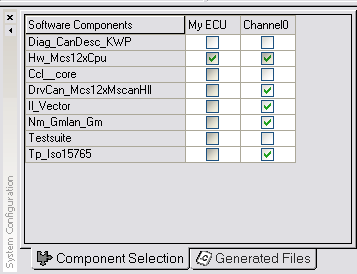 Software Components My ECU Channel0
Diag_CanDesc_KWP
Hw_Mcs12xCpu
Ccl__core
DrvCan_Mcs12xMscanHll
Il_Vector
Nm_Gmlan_Gm
Testsuite
Tp_Iso15765
System Configuration
Component Selection Generated Files